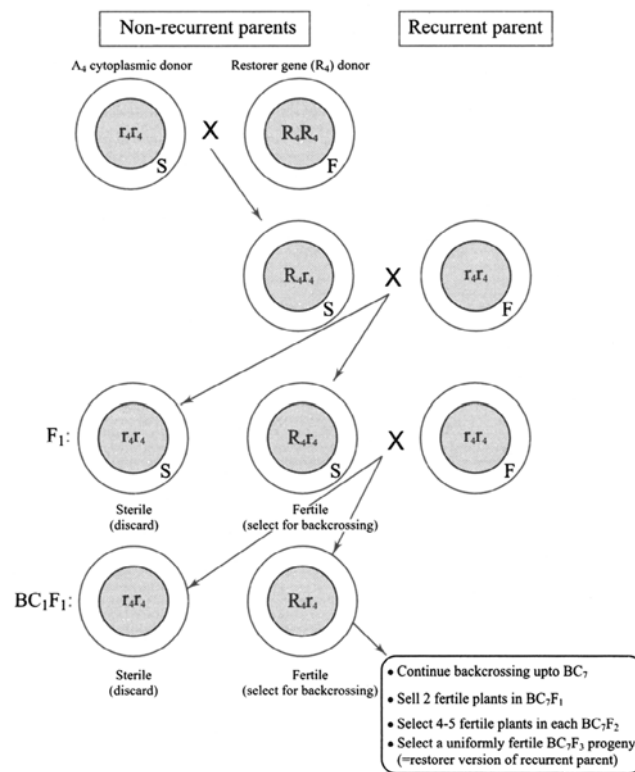 Non-recurrent parents
Recurrent parent
A₄ cytoplasmic donor
Restorer gene (R₄) donor
r₄r₄
S
X
R₄R₄
F
R₄r₄
S
X
r₄r₄
F
F₁:
r₄r₄
S
R₄r₄
S
X
r₄r₄
F
Sterile
(discard)
Fertile
(select for backcrossing)
BC₁F₁:
r₄r₄
R₄r₄
Sterile
(discard)
Fertile
(select for backcrossing)
• Continue backcrossing upto BC₇
• Sell 2 fertile plants in BC₇F₁
• Select 4-5 fertile plants in each BC₇F₂
• Select a uniformly fertile BC₇F₃ progeny
(=restorer version of recurrent parent)